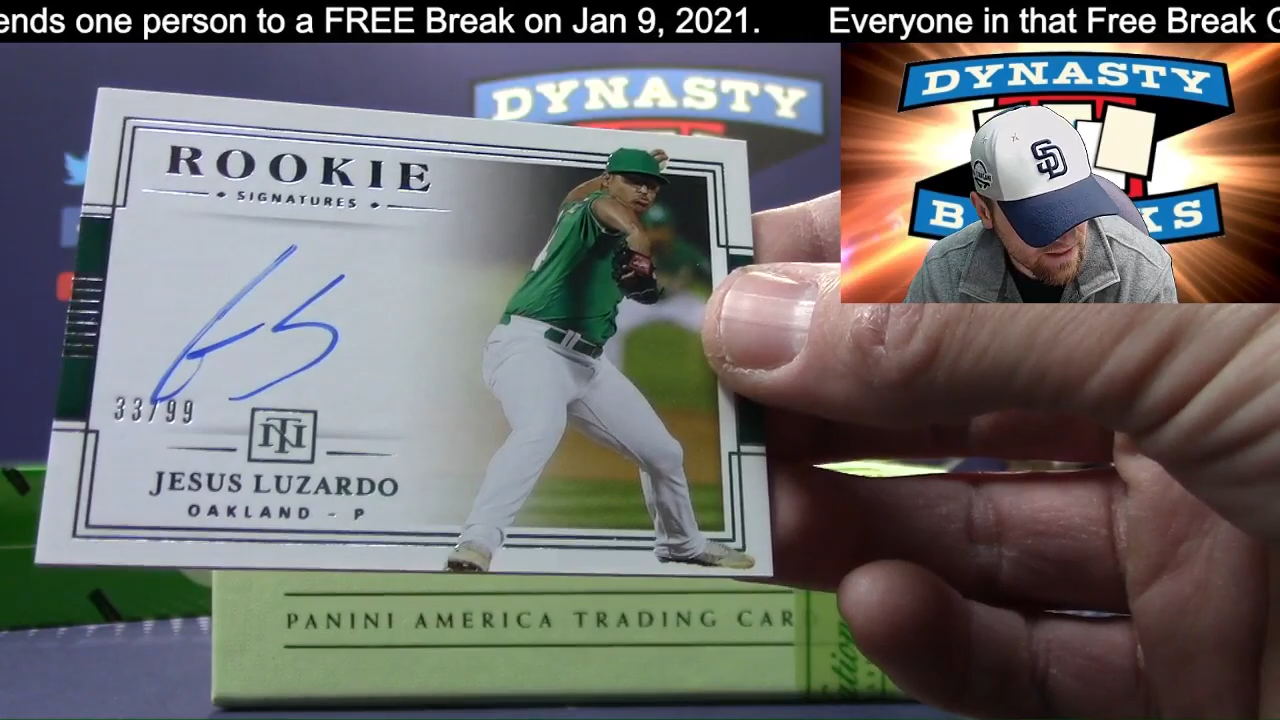 ends one person to a FREE Break on Jan 9, 2021. Everyone in that Free Break
DYNASTY
DYNASTY
SD
ROOKIE
SIGNATURES
33/99
JESUS LUZARDO
OAKLAND - P
PANINI AMERICA TRADING CAR